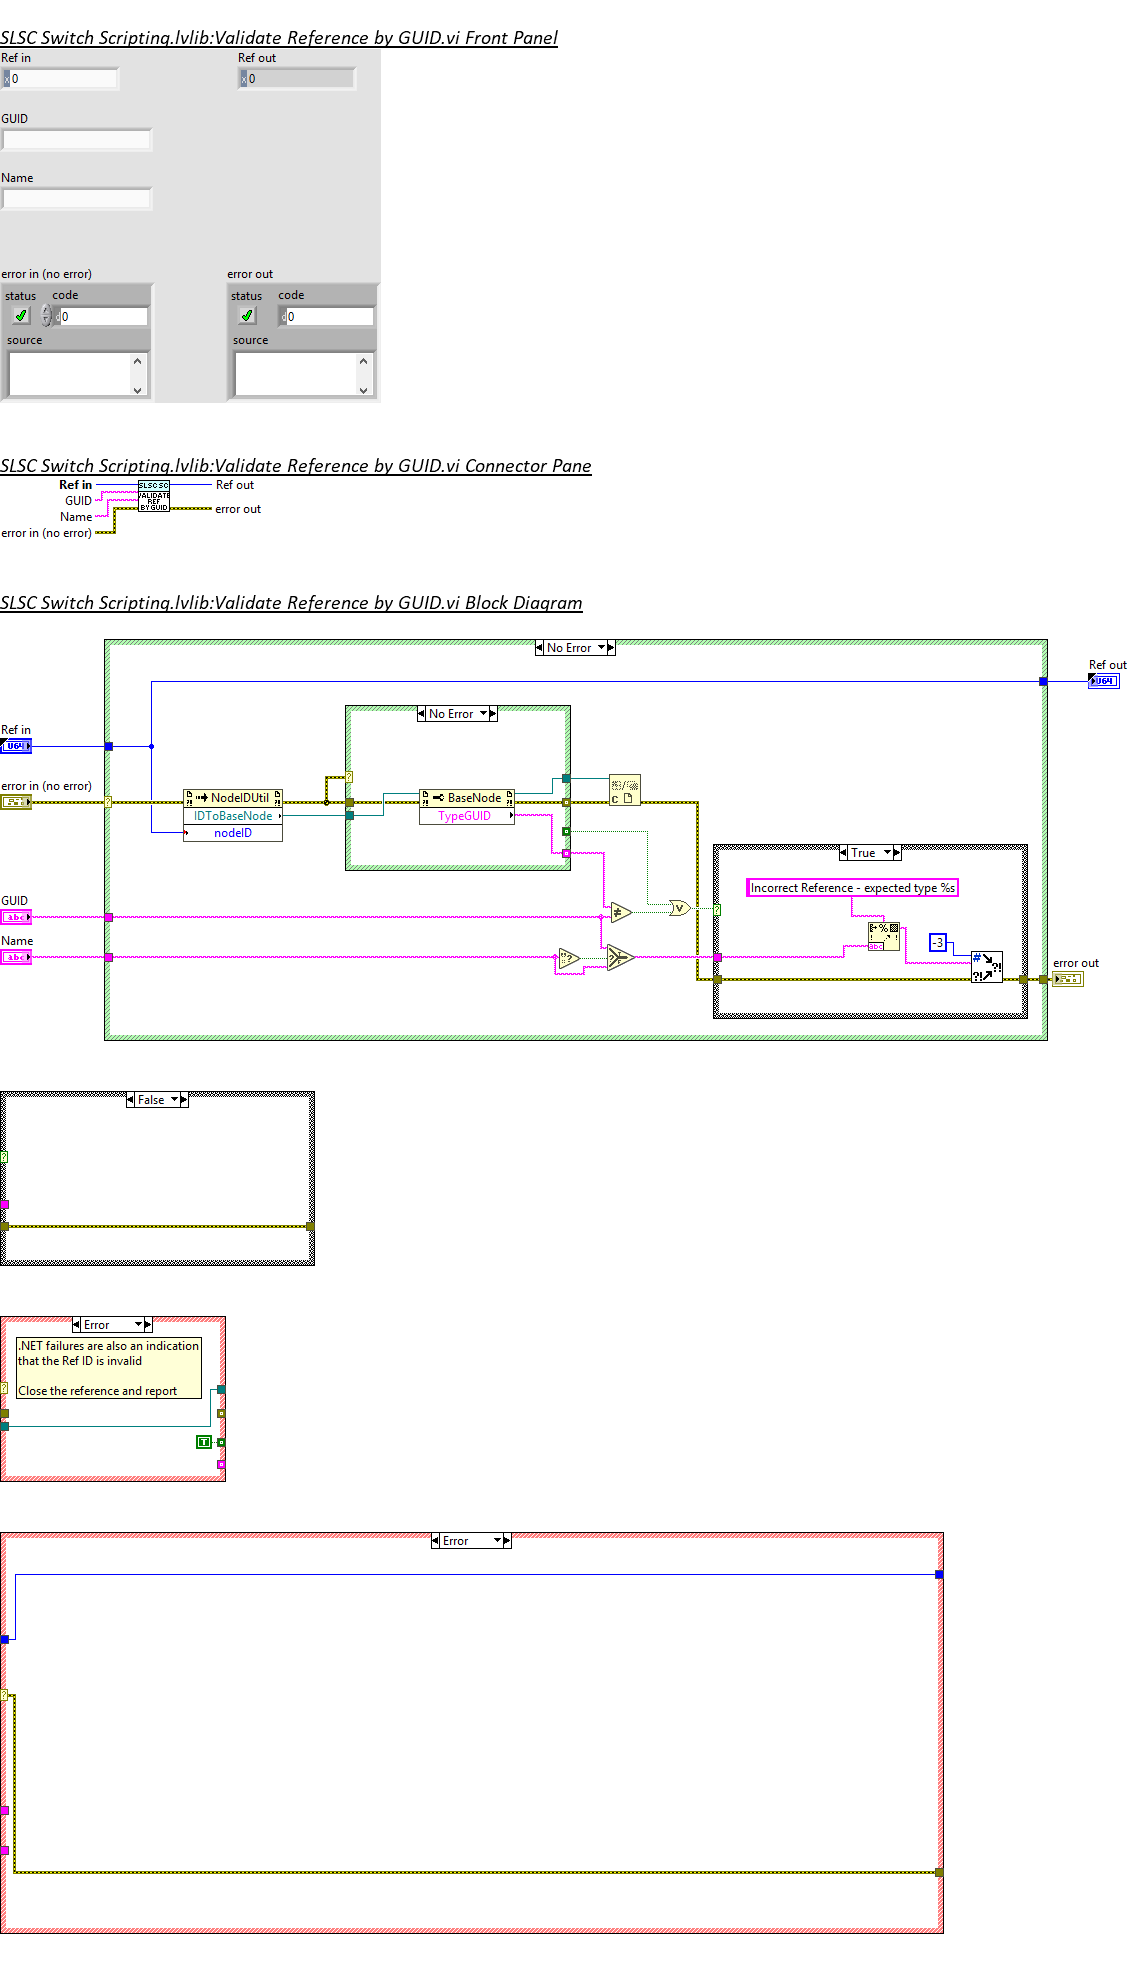 SLSC Switch Scripting.lvlib:Validate Reference by GUID.vi Front Panel
Ref in
Ref out
x 0
x 0
GUID
Name
error in (no error)
error out
status code
status code
d 0
d 0
source
source
SLSC Switch Scripting.lvlib:Validate Reference by GUID.vi Connector Pane
Ref in
SLSC SC
Ref out
GUID
VALIDATE
REF
BY GUID
Name
error out
error in (no error)
SLSC Switch Scripting.lvlib:Validate Reference by GUID.vi Block Diagram
No Error
Ref out
U64
No Error
Ref in
U64
error in (no error)
NodeIDUtil
IDToBaseNode
nodeID
BaseNode
TypeGUID
C
True
Incorrect Reference - expected type %s
GUID
abc
V
≠
%
abc
-3
Name
abc
?
T
?
F
#
?!
?!
error out
False
?
Error
.NET failures are also an indication
that the Ref ID is invalid
Close the reference and report
?
T
Error
?